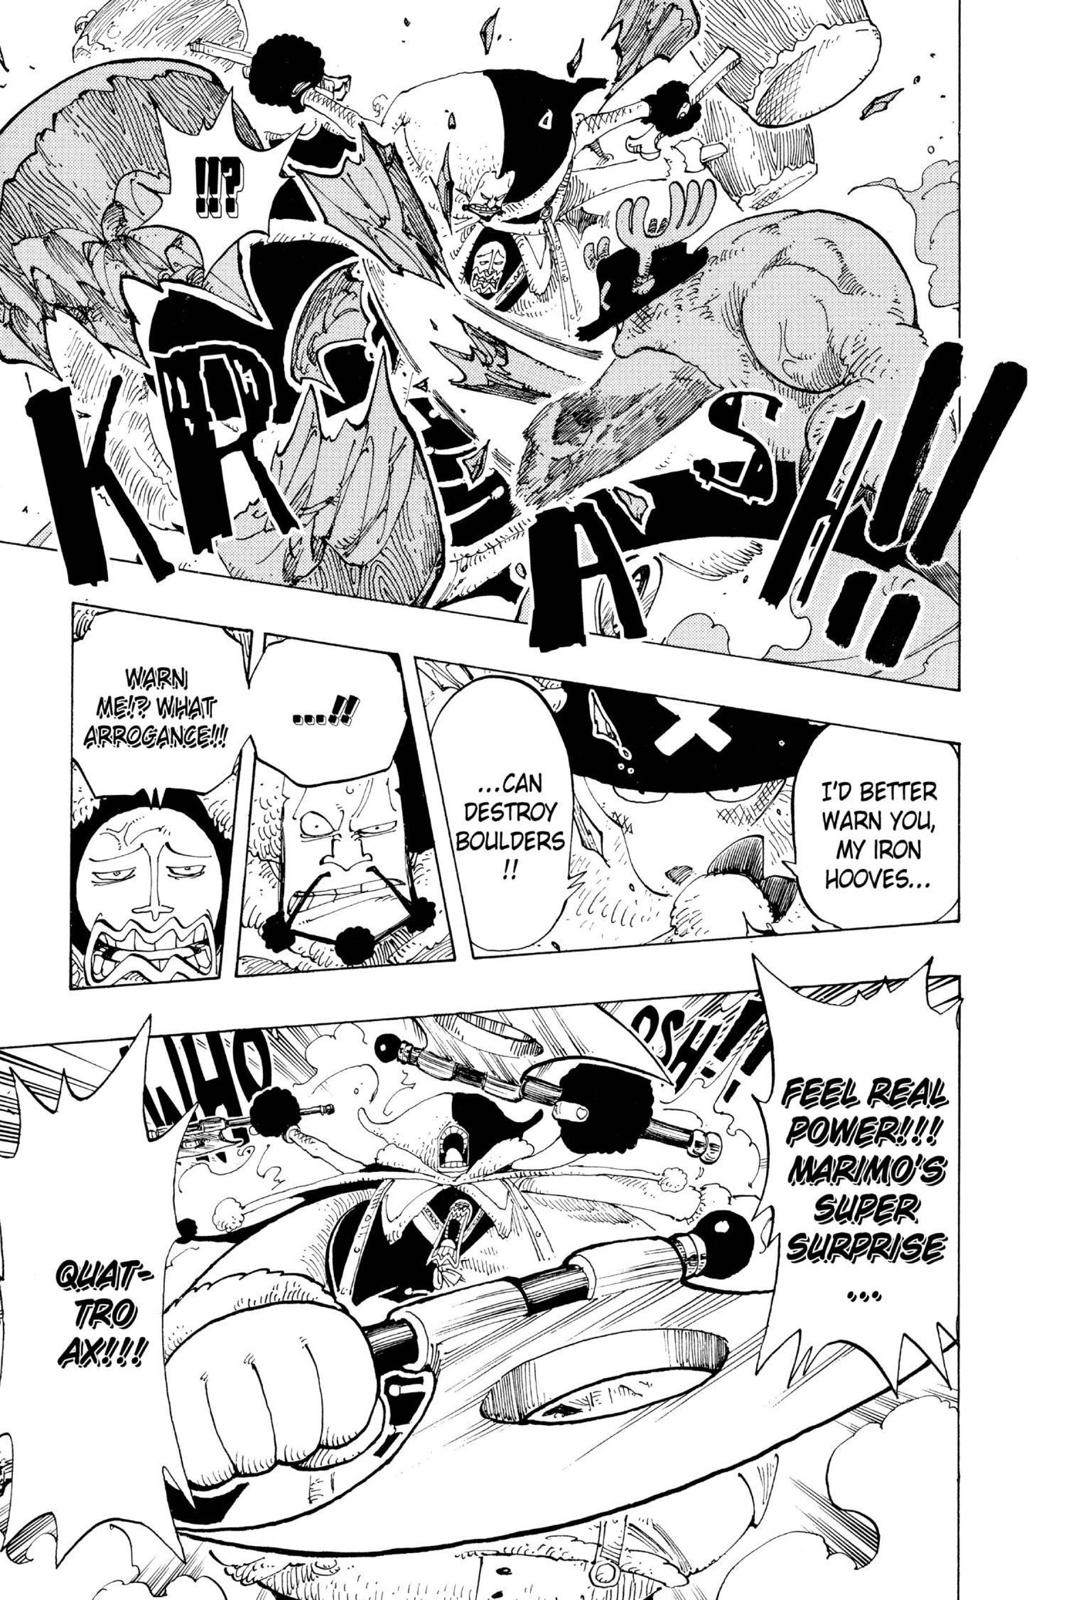 !!?
KRASH!!
I'D BETTER
WARN YOU,
MY IRON
HOOVES...
...CAN
DESTROY
BOULDERS
!!
...!!
WARN
ME!? WHAT
ARROGANCE!!
WHOOSH!!
FEEL REAL
POWER!!!
MARIMO'S
SUPER
SURPRISE
...
QUAT-
TRO
AX!!!